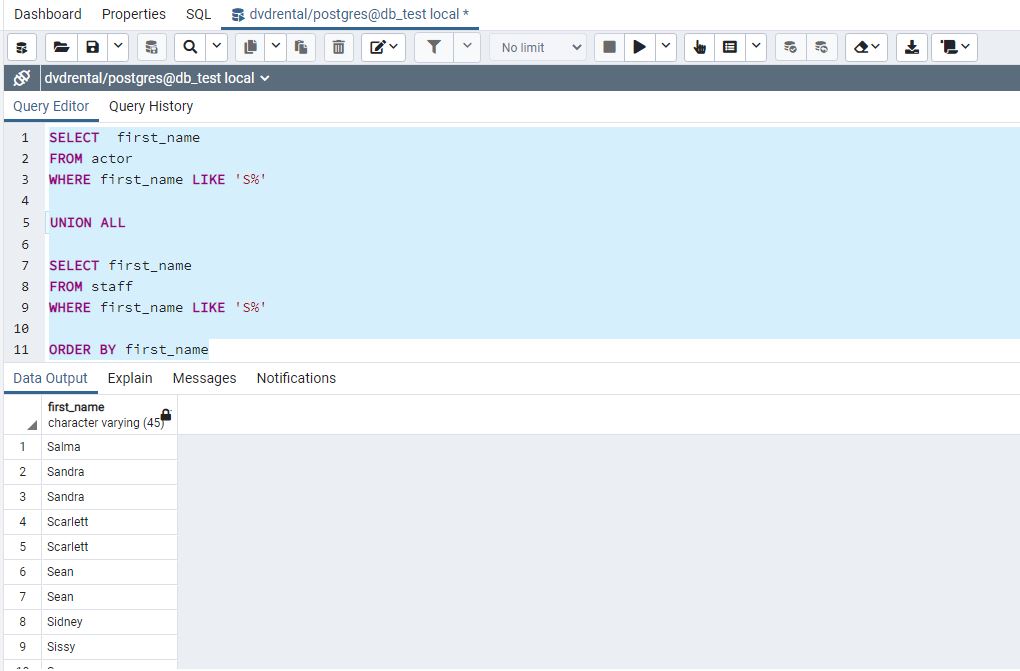 Dashboard Properties SQL dvdrental/postgres@db_test local *
No limit
dvdrental/postgres@db_test local
Query Editor Query History
1 SELECT  first_name
2 FROM actor
3 WHERE first_name LIKE 'S%'
4
5 UNION ALL
6
7 SELECT first_name
8 FROM staff
9 WHERE first_name LIKE 'S%'
10
11 ORDER BY first_name
Data Output Explain Messages Notifications
first_name
character varying (45)
1 Salma
2 Sandra
3 Sandra
4 Scarlett
5 Scarlett
6 Sean
7 Sean
8 Sidney
9 Sissy